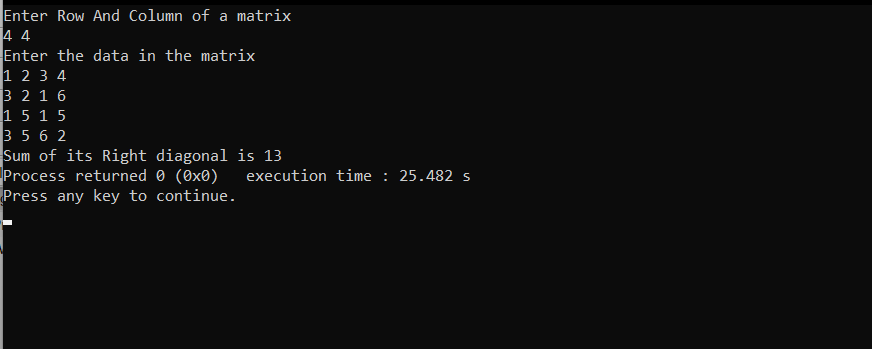 Enter Row And Column of a matrix
4 4
Enter the data in the matrix
1 2 3 4
3 2 1 6
1 5 1 5
3 5 6 2
Sum of its Right diagonal is 13
Process returned 0 (0x0)   execution time : 25.482 s
Press any key to continue.